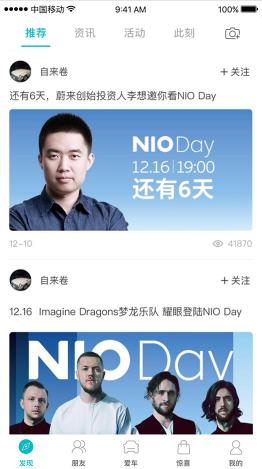 中国移动 9:41 AM 100%
推荐 资讯 活动 此刻
自来卷 + 关注
还有6天，蔚来创始投资人李想邀你看NIO Day
NIO Day
12.16 | 19:00
还有6天
12-10 41870
自来卷 + 关注
12.16 Imagine Dragons梦龙乐队 耀眼登陆NIO Day
NIO Day
发现 朋友 爱车 惊喜 我的